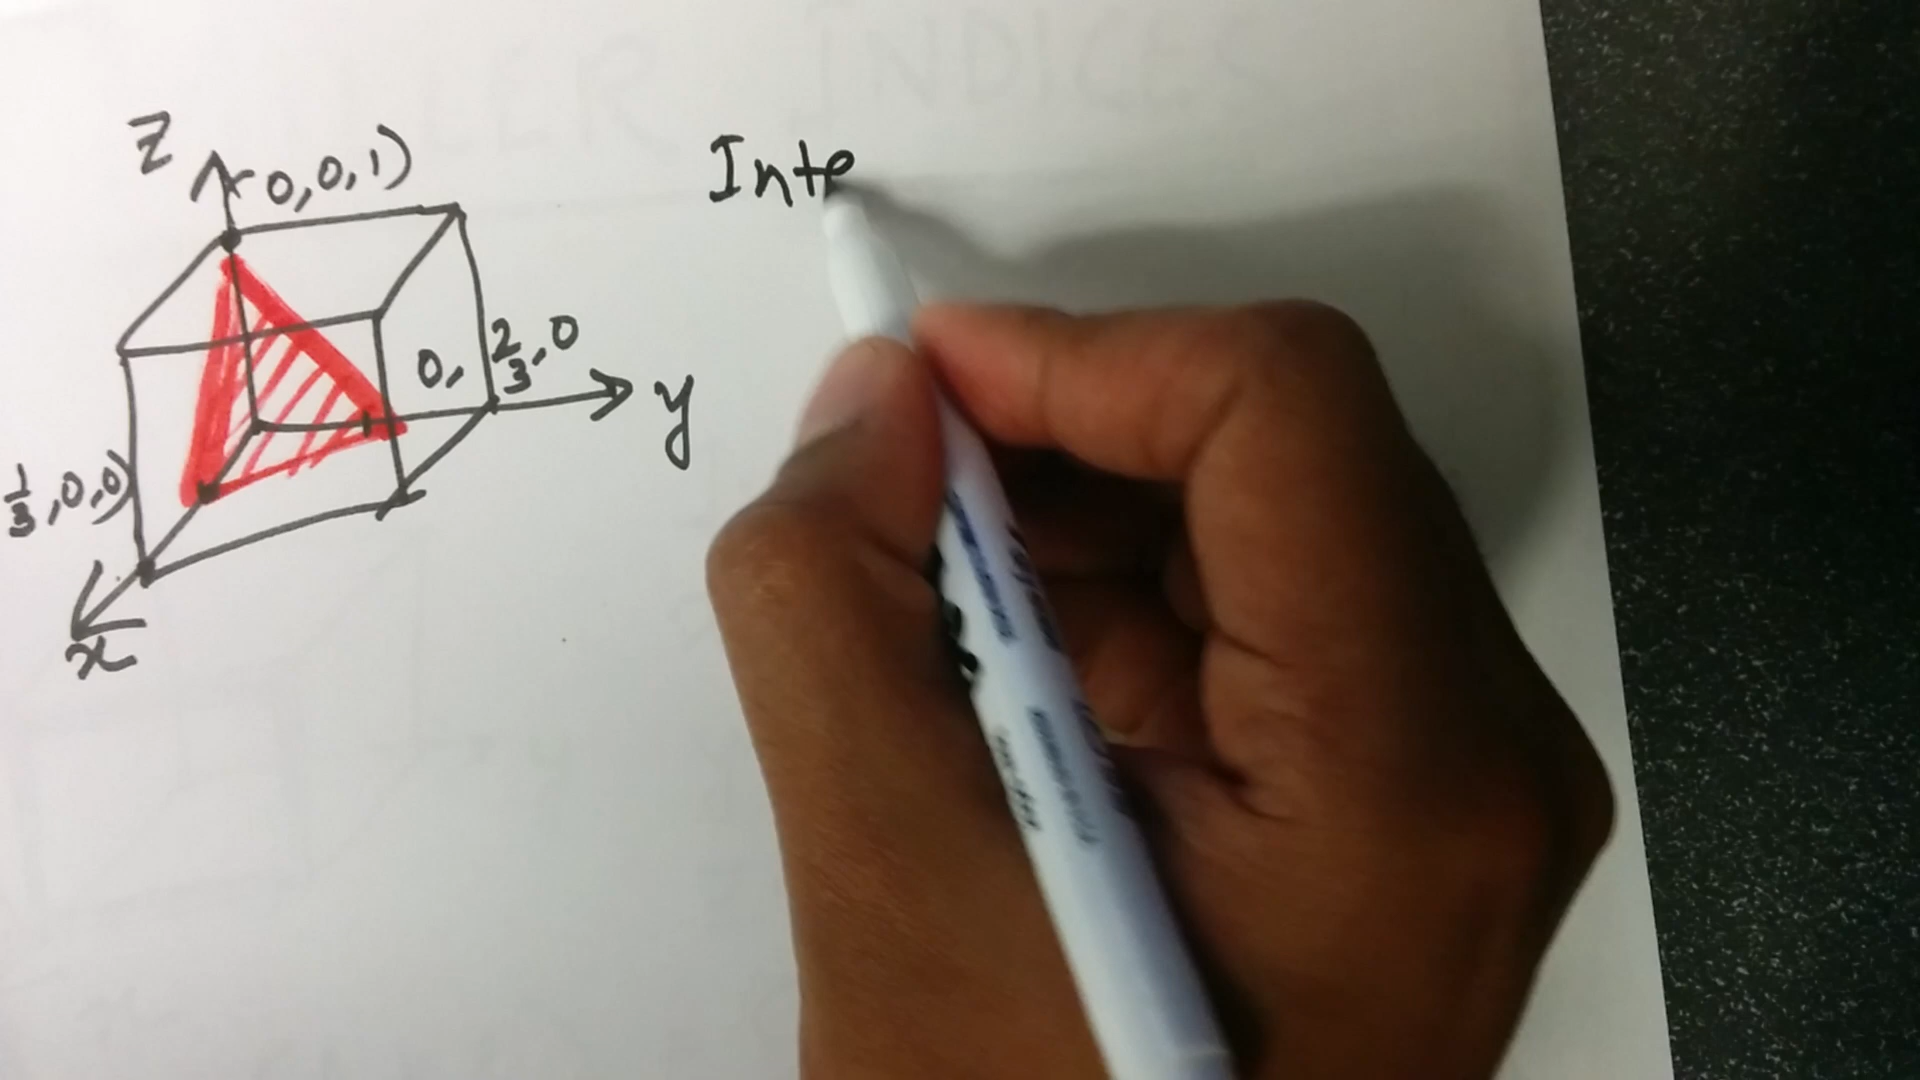 Z
(0,0,1)
Inte
0, 2/3, 0
y
1/3, 0, 0)
x